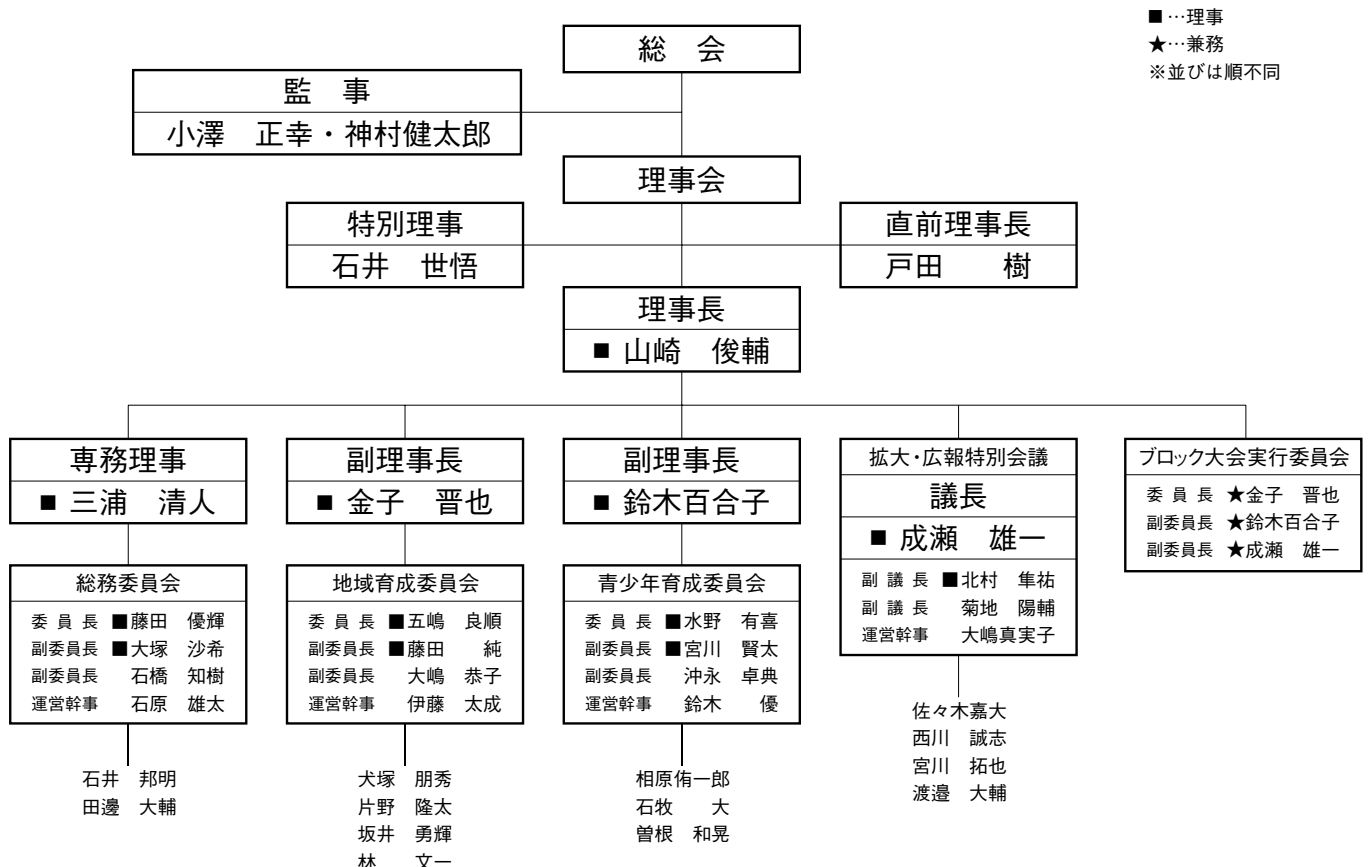 ■…理事
★…兼務
※並びは順不同
総　会
監　事
小澤　正幸・神村健太郎
理事会
特別理事
石井　世悟
直前理事長
戸田　　樹
理事長
■ 山崎　俊輔
専務理事
■ 三浦　清人
総務委員会
委 員 長 ■藤田　優輝
副委員長 ■大塚　沙希
副委員長 石橋　知樹
運営幹事 石原　雄太
石井　邦明
田邊　大輔
副理事長
■ 金子　晋也
地域育成委員会
委 員 長 ■五嶋　良順
副委員長 ■藤田　　純
副委員長 大嶋　恭子
運営幹事 伊藤　太成
犬塚　朋秀
片野　隆太
坂井　勇輝
林　　文一
副理事長
■ 鈴木百合子
青少年育成委員会
委 員 長 ■水野　有喜
副委員長 ■宮川　賢太
副委員長 沖永　卓典
運営幹事 鈴木　　優
相原侑一郎
石牧　　大
曽根　和晃
拡大・広報特別会議
議長
■ 成瀬　雄一
副 議 長 ■北村　隼祐
副 議 長 菊地　陽輔
運営幹事 大嶋真実子
佐々木嘉大
西川　誠志
宮川　拓也
渡邉　大輔
ブロック大会実行委員会
委 員 長 ★金子　晋也
副委員長 ★鈴木百合子
副委員長 ★成瀬　雄一